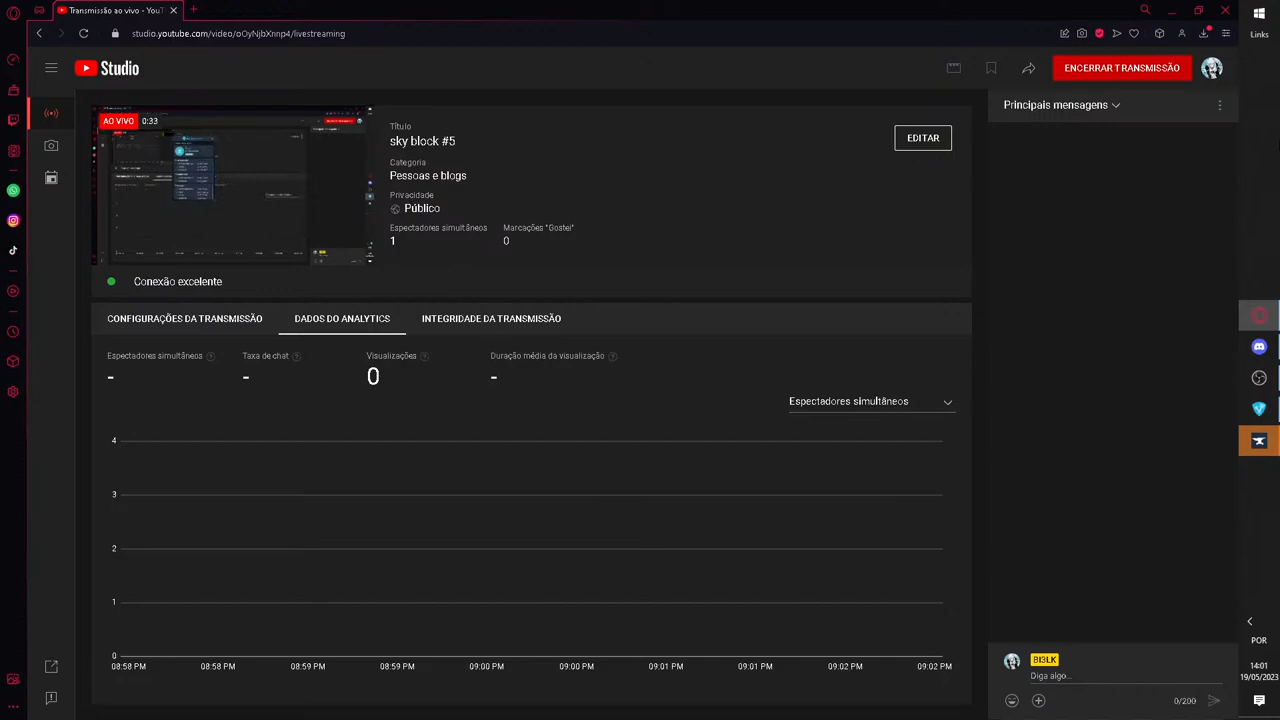 Transmissão ao vivo - YouT
studio.youtube.com/video/oOyNjbXnnp4/livestreaming
Links
Studio
ENCERRAR TRANSMISSÃO
Principais mensagens
AO VIVO 0:33
Título
sky block #5
EDITAR
Categoria
Pessoas e blogs
Privacidade
Público
Espectadores simultâneos Marcações "Gostei"
1 0
Conexão excelente
CONFIGURAÇÕES DA TRANSMISSÃO DADOS DO ANALYTICS INTEGRIDADE DA TRANSMISSÃO
Espectadores simultâneos Taxa de chat Visualizações Duração média da visualização
- - 0 -
Espectadores simultâneos
4
3
2
1
0
08:58 PM 08:58 PM 08:59 PM 08:59 PM 09:00 PM 09:00 PM 09:01 PM 09:01 PM 09:02 PM 09:02 PM
BI3LK
Diga algo...
0/200
POR
14:01
19/05/2023